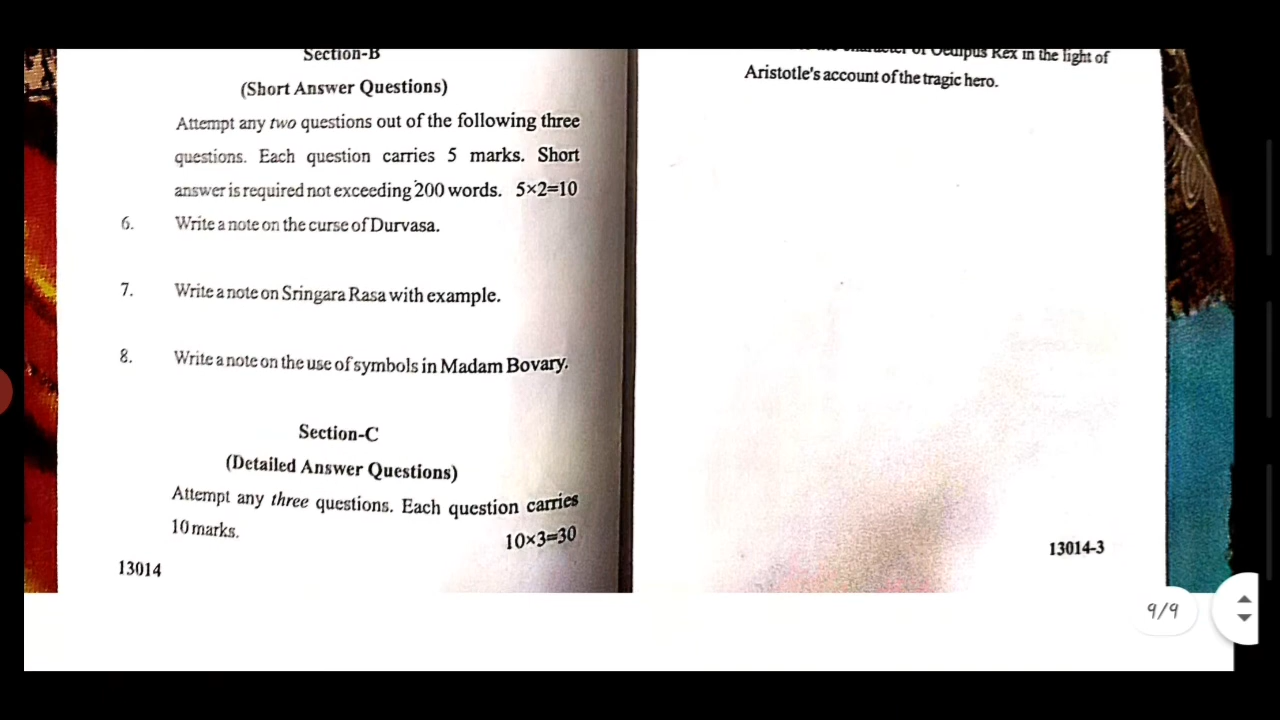 Section-B
(Short Answer Questions)
Attempt any two questions out of the following three
questions. Each question carries 5 marks. Short
answer is required not exceeding 200 words. 5×2=10
6. Write a note on the curse of Durvasa.
7. Write a note on Sringara Rasa with example.
8. Write a note on the use of symbols in Madam Bovary.
Section-C
(Detailed Answer Questions)
Attempt any three questions. Each question carries
10 marks. 10×3=30
13014
the character of Oedipus Rex in the light of
Aristotle's account of the tragic hero.
13014-3
9/9